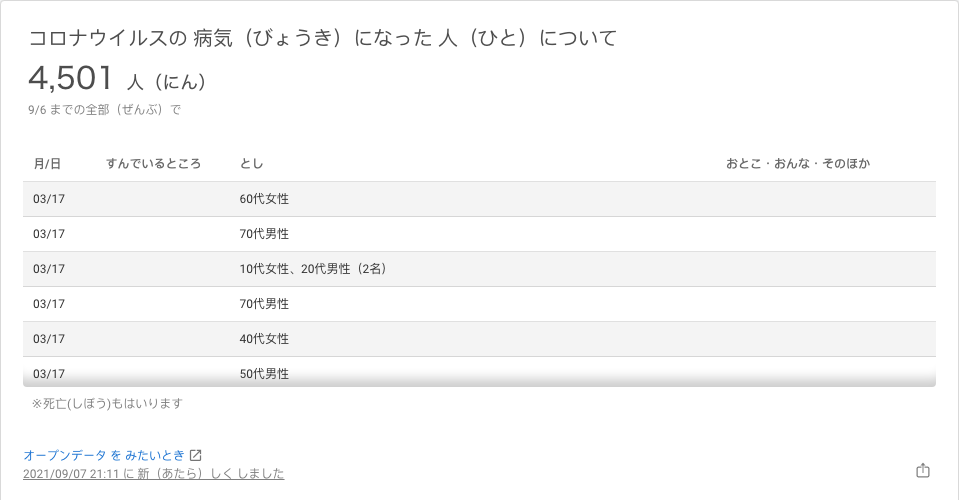 コロナウイルスの 病気（びょうき）になった 人（ひと）について
4,501 人（にん）
9/6 までの全部（ぜんぶ）で
月/日 すんでいるところ とし おとこ・おんな・そのほか
03/17 60代女性
03/17 70代男性
03/17 10代女性、20代男性（2名）
03/17 70代男性
03/17 40代女性
03/17 50代男性
※死亡(しぼう)もはいります
オープンデータ を みたいとき
2021/09/07 21:11 に 新（あたら）しく しました